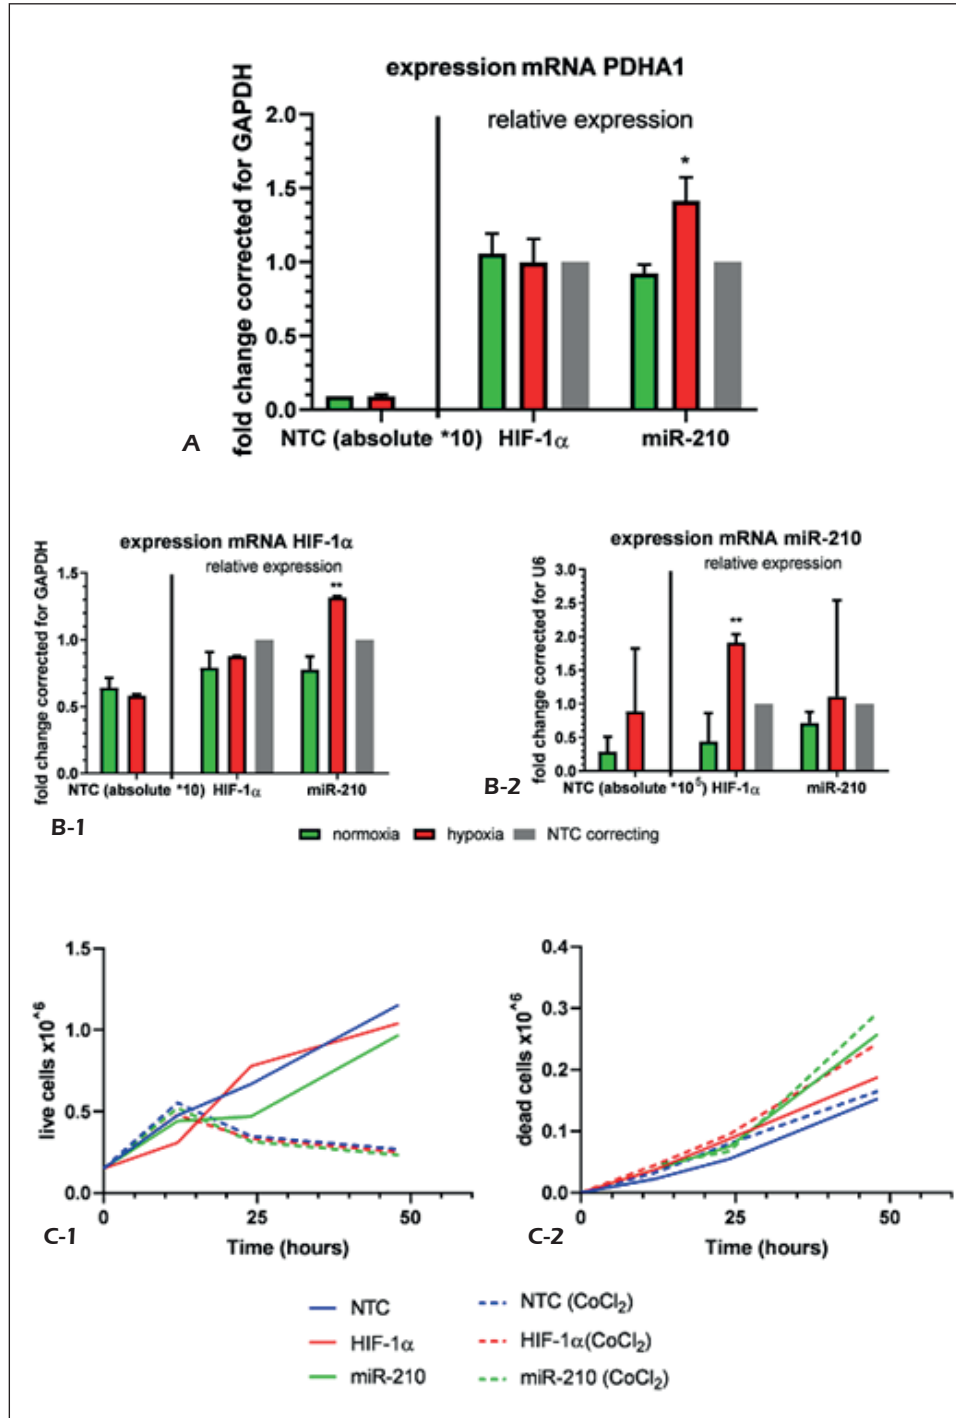 expression mRNA PDHA1
relative expression
fold change corrected for GAPDH
2.0
1.5
1.0
0.5
0.0
*
NTC (absolute *10) HIF-1α miR-210
A
expression mRNA HIF-1α
relative expression
fold change corrected for GAPDH
1.5
1.0
0.5
0.0
**
NTC (absolute *10) HIF-1α miR-210
B-1
expression mRNA miR-210
relative expression
fold change corrected for U6
3.0
2.5
2.0
1.5
1.0
0.5
0.0
**
NTC (absolute *10⁵) HIF-1α miR-210
B-2
normoxia hypoxia NTC correcting
live cells x10^6
1.5
1.0
0.5
0.0
0 25 50
Time (hours)
C-1
dead cells x10^6
0.4
0.3
0.2
0.1
0.0
0 25 50
Time (hours)
C-2
NTC NTC (CoCl₂)
HIF-1α HIF-1α(CoCl₂)
miR-210 miR-210 (CoCl₂)